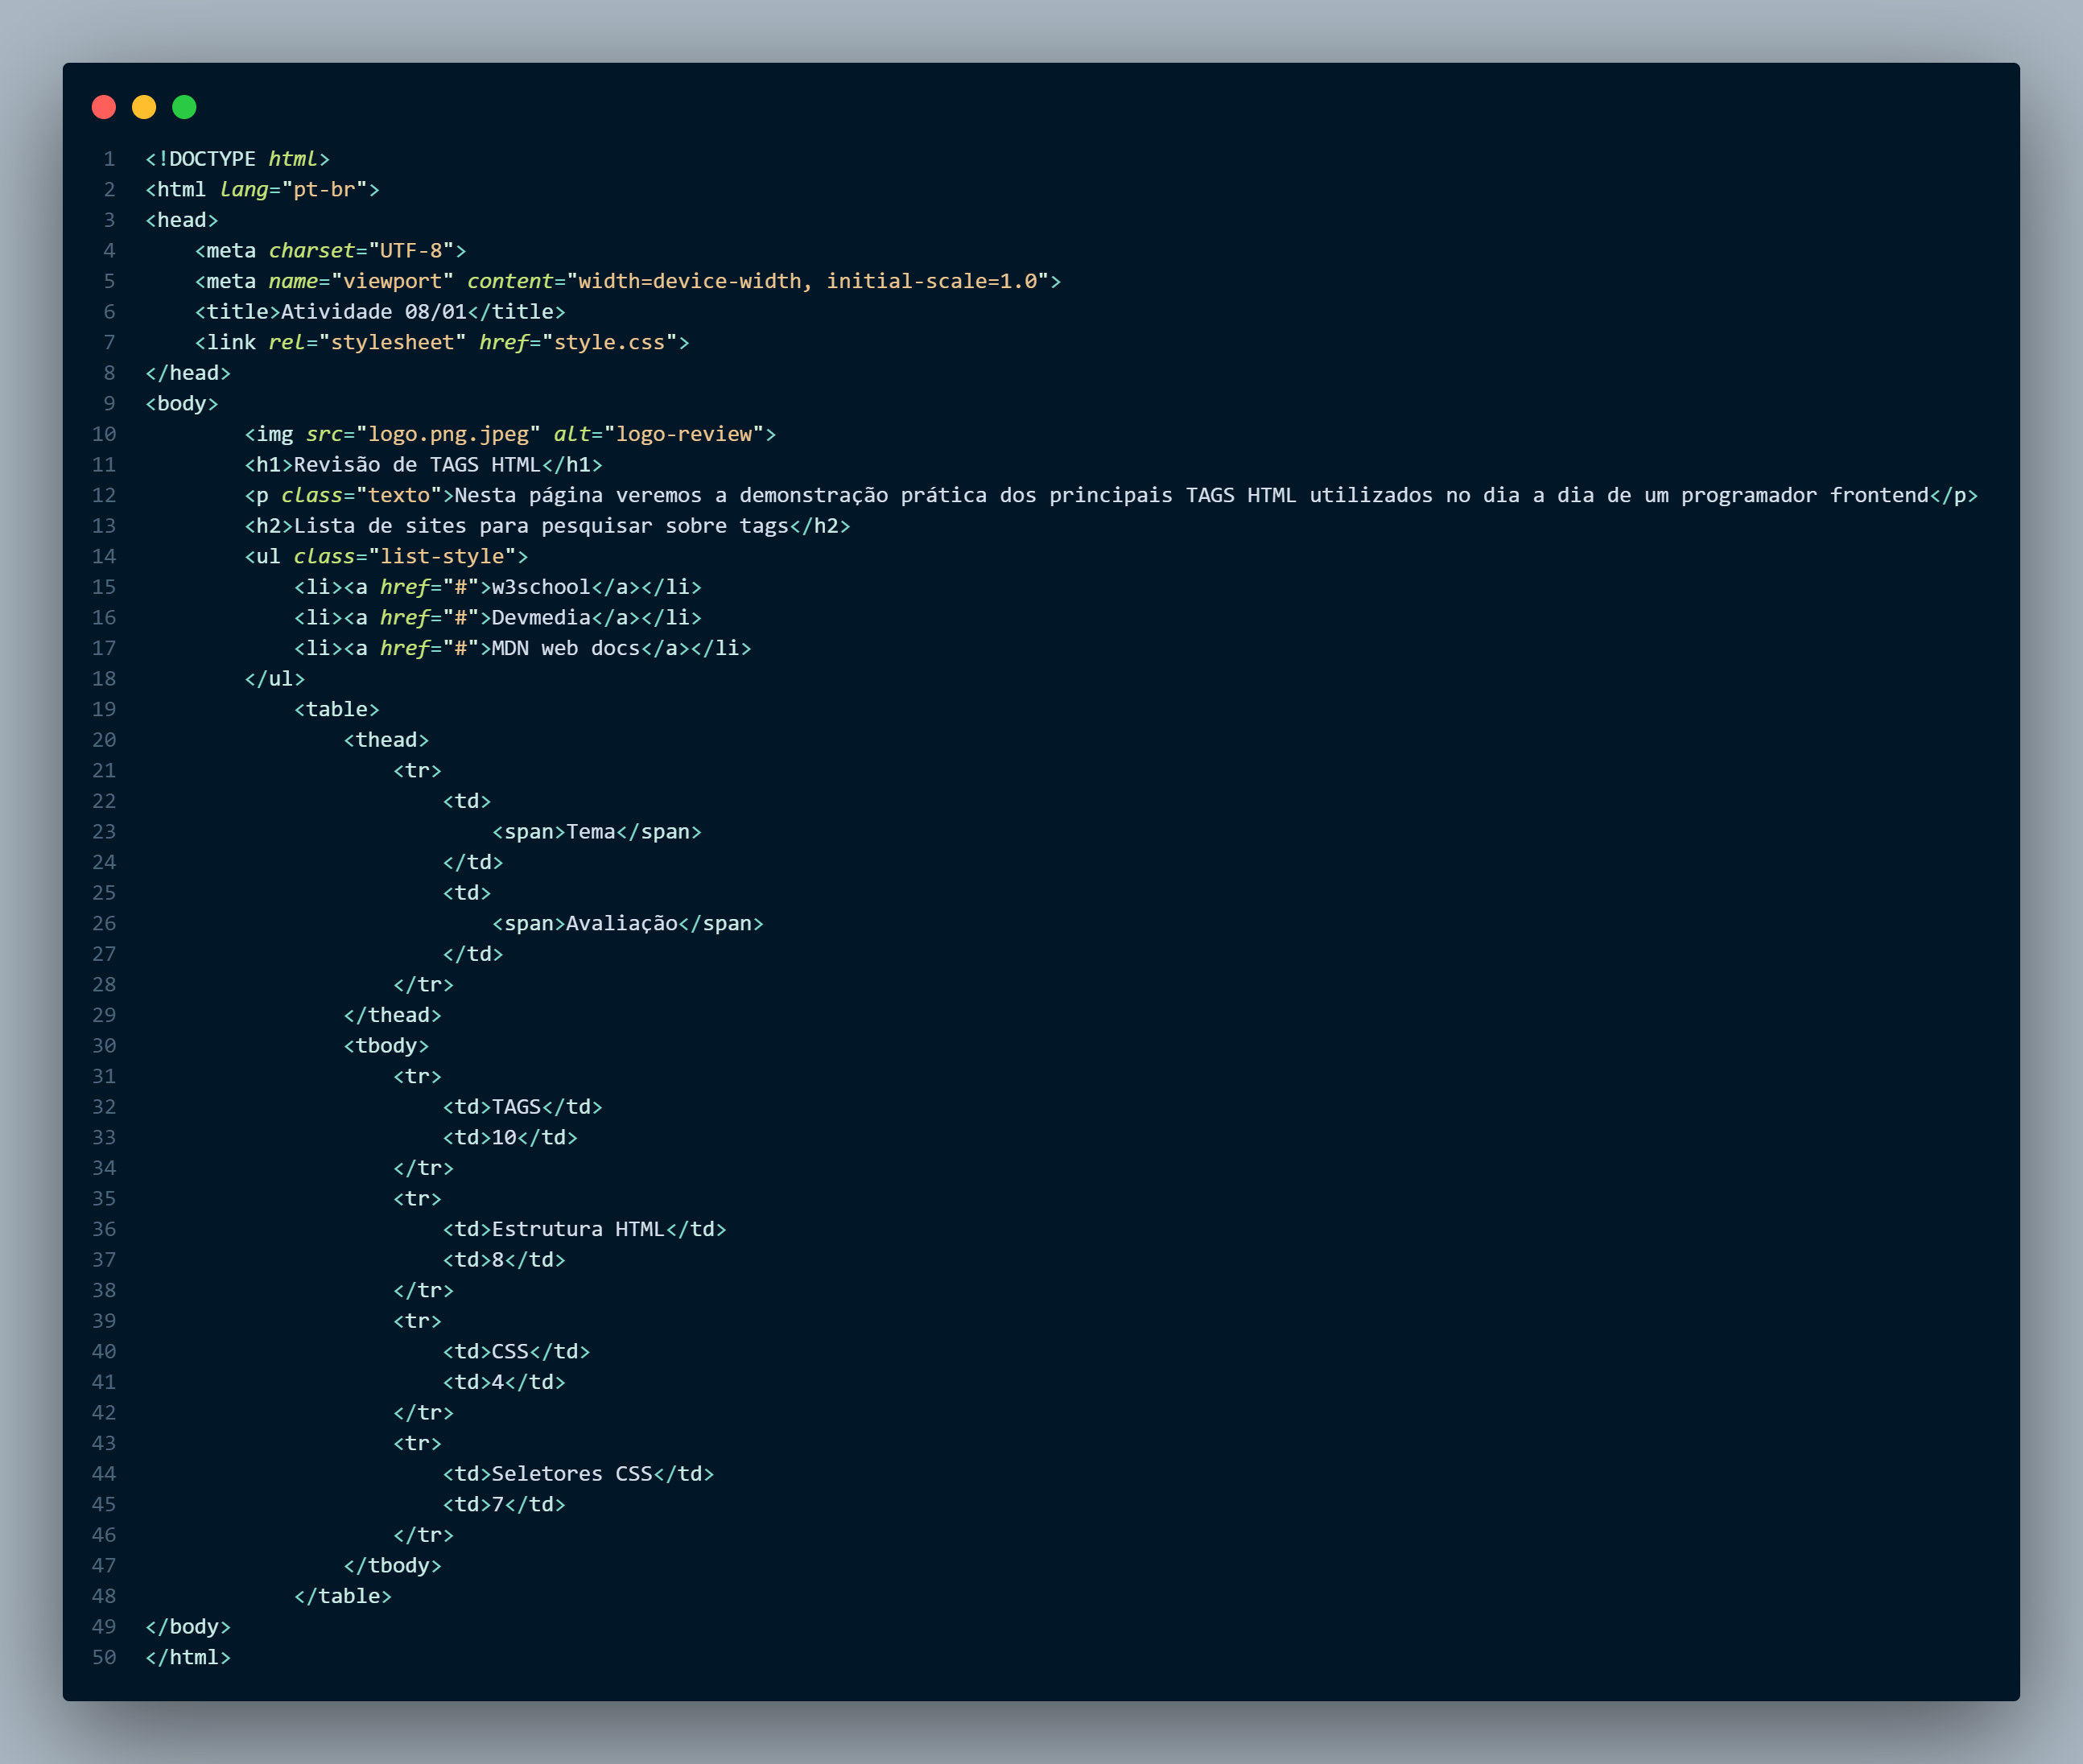 1 <!DOCTYPE html>
2 <html lang="pt-br">
3 <head>
4     <meta charset="UTF-8">
5     <meta name="viewport" content="width=device-width, initial-scale=1.0">
6     <title>Atividade 08/01</title>
7     <link rel="stylesheet" href="style.css">
8 </head>
9 <body>
10         <img src="logo.png.jpeg" alt="logo-review">
11         <h1>Revisão de TAGS HTML</h1>
12         <p class="texto">Nesta página veremos a demonstração prática dos principais TAGS HTML utilizados no dia a dia de um programador frontend</p>
13         <h2>Lista de sites para pesquisar sobre tags</h2>
14         <ul class="list-style">
15             <li><a href="#">w3school</a></li>
16             <li><a href="#">Devmedia</a></li>
17             <li><a href="#">MDN web docs</a></li>
18         </ul>
19             <table>
20                 <thead>
21                     <tr>
22                         <td>
23                             <span>Tema</span>
24                         </td>
25                         <td>
26                             <span>Avaliação</span>
27                         </td>
28                     </tr>
29                 </thead>
30                 <tbody>
31                     <tr>
32                         <td>TAGS</td>
33                         <td>10</td>
34                     </tr>
35                     <tr>
36                         <td>Estrutura HTML</td>
37                         <td>8</td>
38                     </tr>
39                     <tr>
40                         <td>CSS</td>
41                         <td>4</td>
42                     </tr>
43                     <tr>
44                         <td>Seletores CSS</td>
45                         <td>7</td>
46                     </tr>
47                 </tbody>
48             </table>
49 </body>
50 </html>